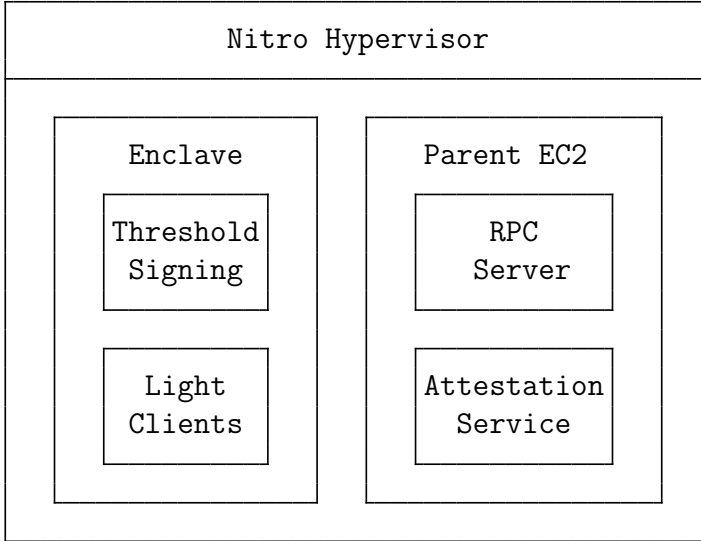 Nitro Hypervisor
Enclave
Threshold
Signing
Light
Clients
Parent EC2
RPC
Server
Attestation
Service